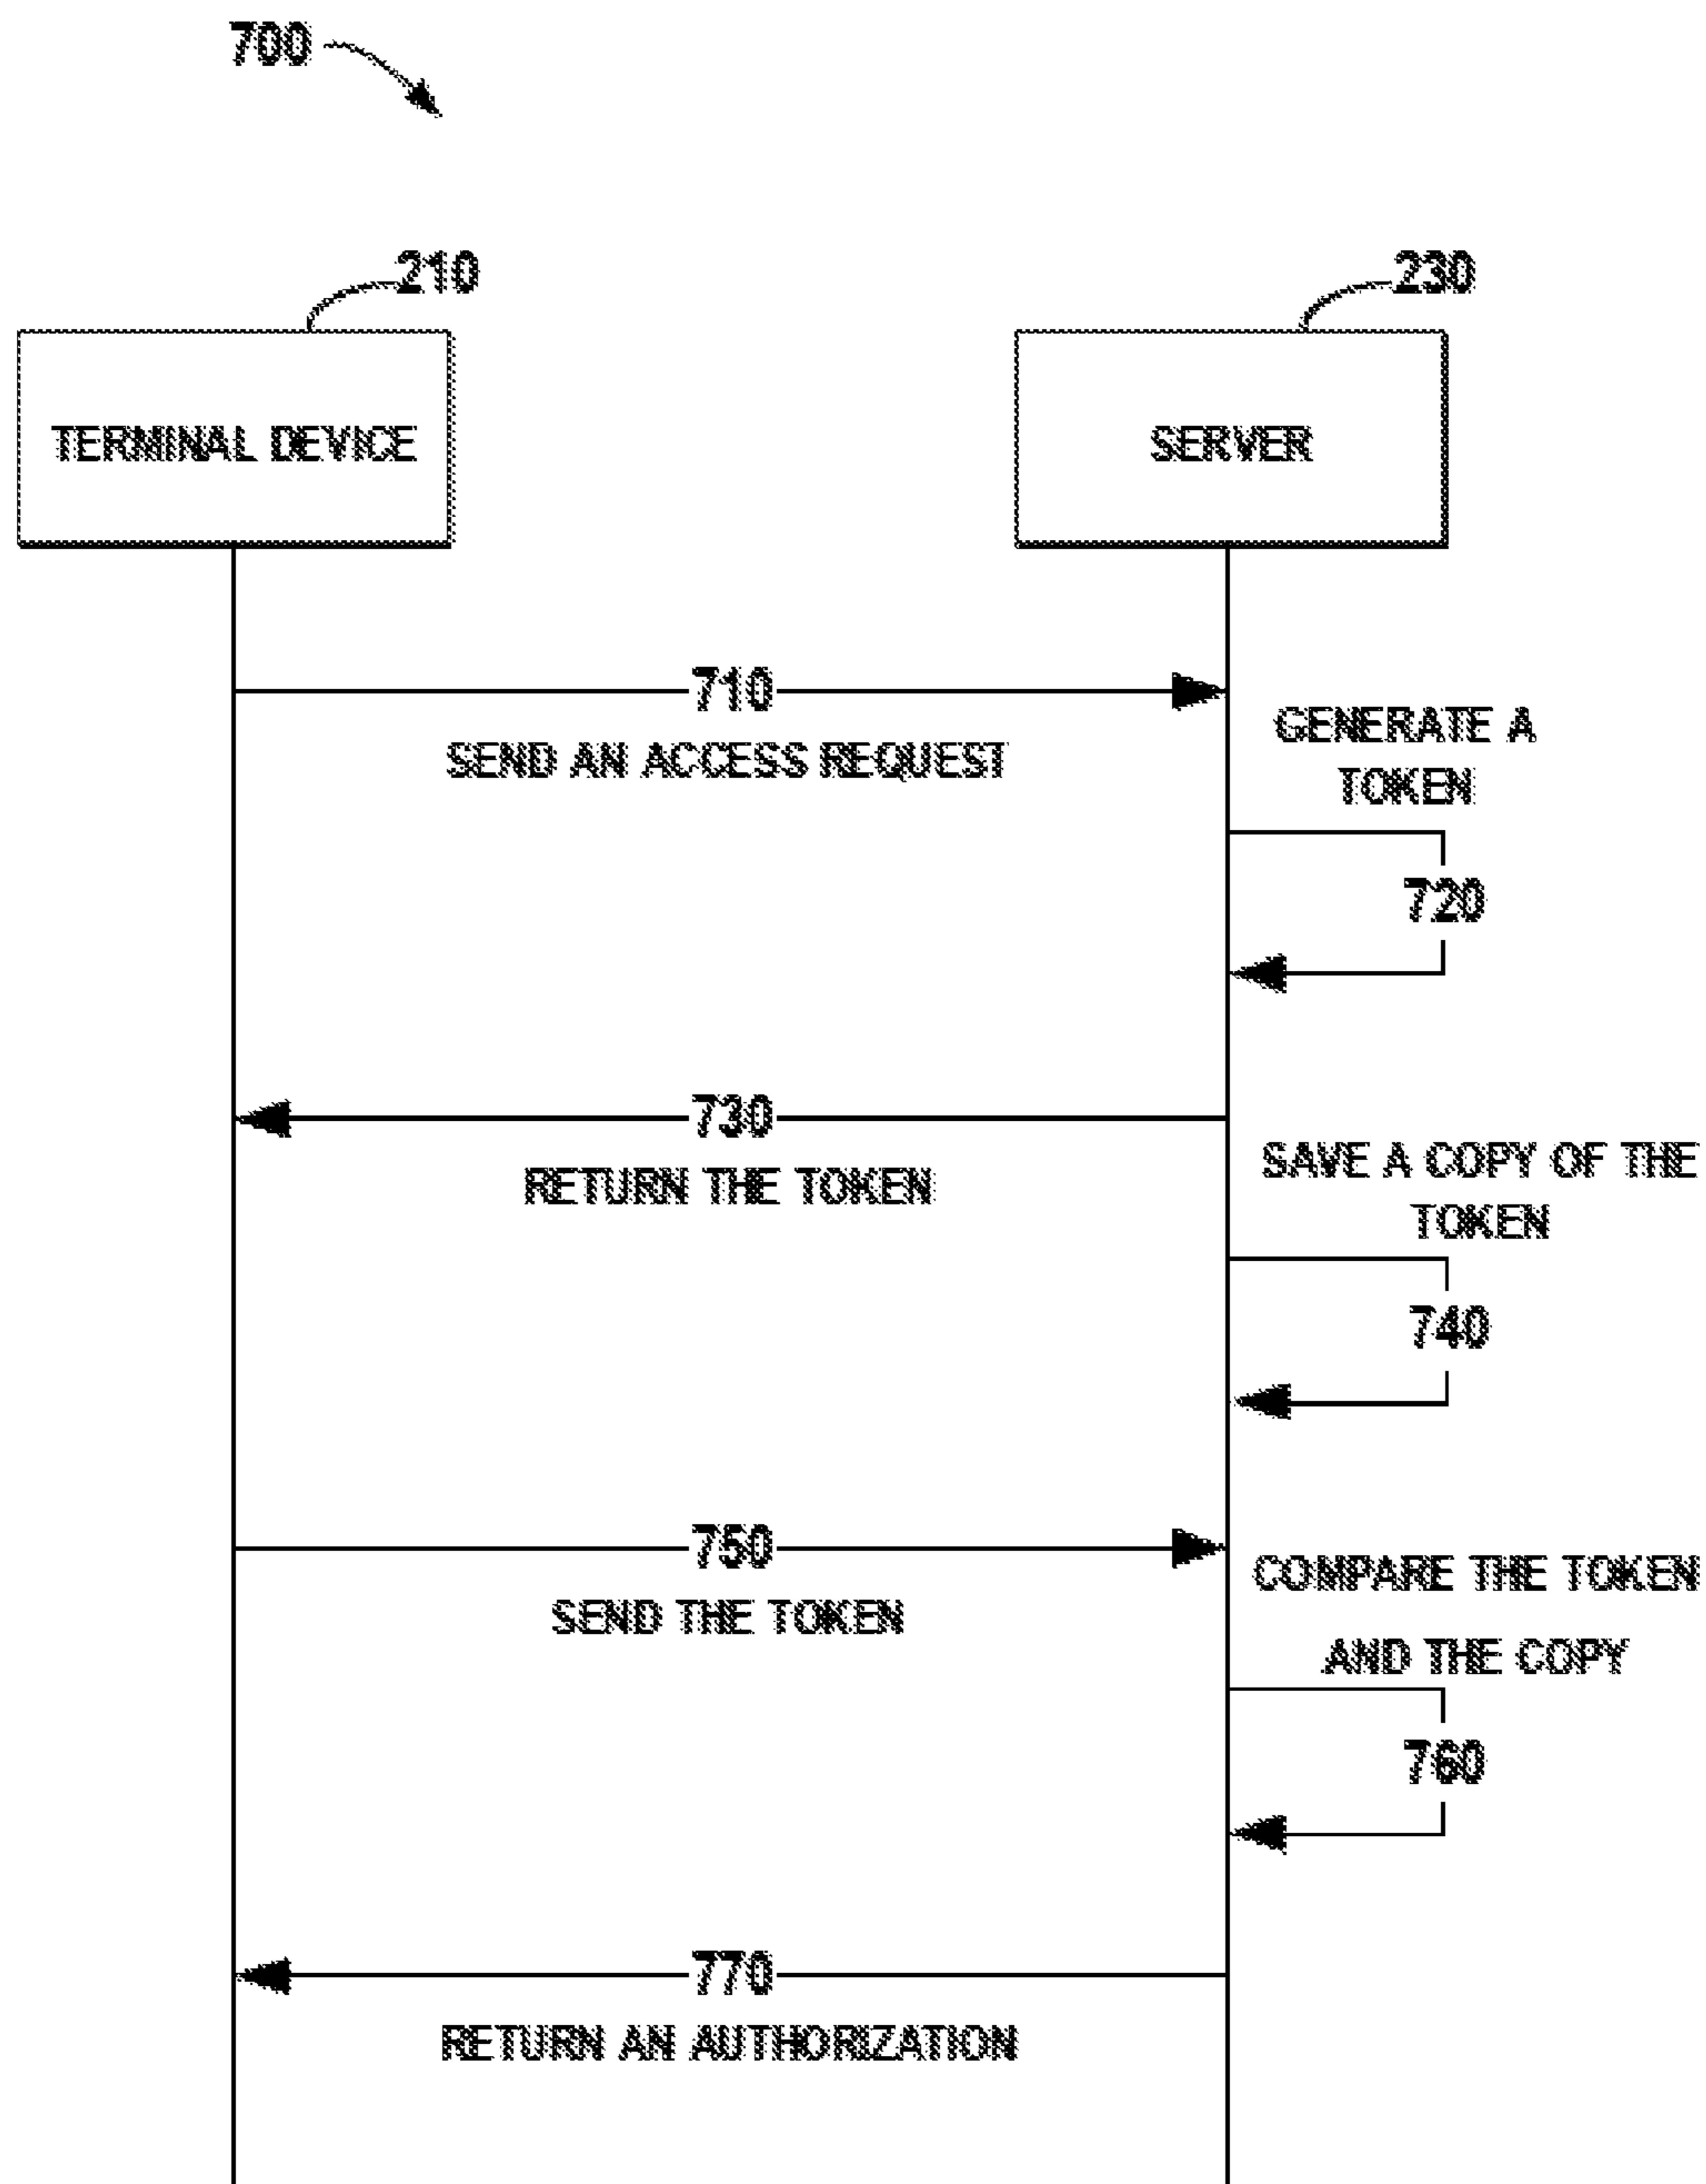 700
210
230
TERMINAL DEVICE
SERVER
710
SEND AN ACCESS REQUEST
GENERATE A
TOKEN
720
730
RETURN THE TOKEN
SAVE A COPY OF THE
TOKEN
740
750
SEND THE TOKEN
COMPARE THE TOKEN
AND THE COPY
760
770
RETURN AN AUTHORIZATION